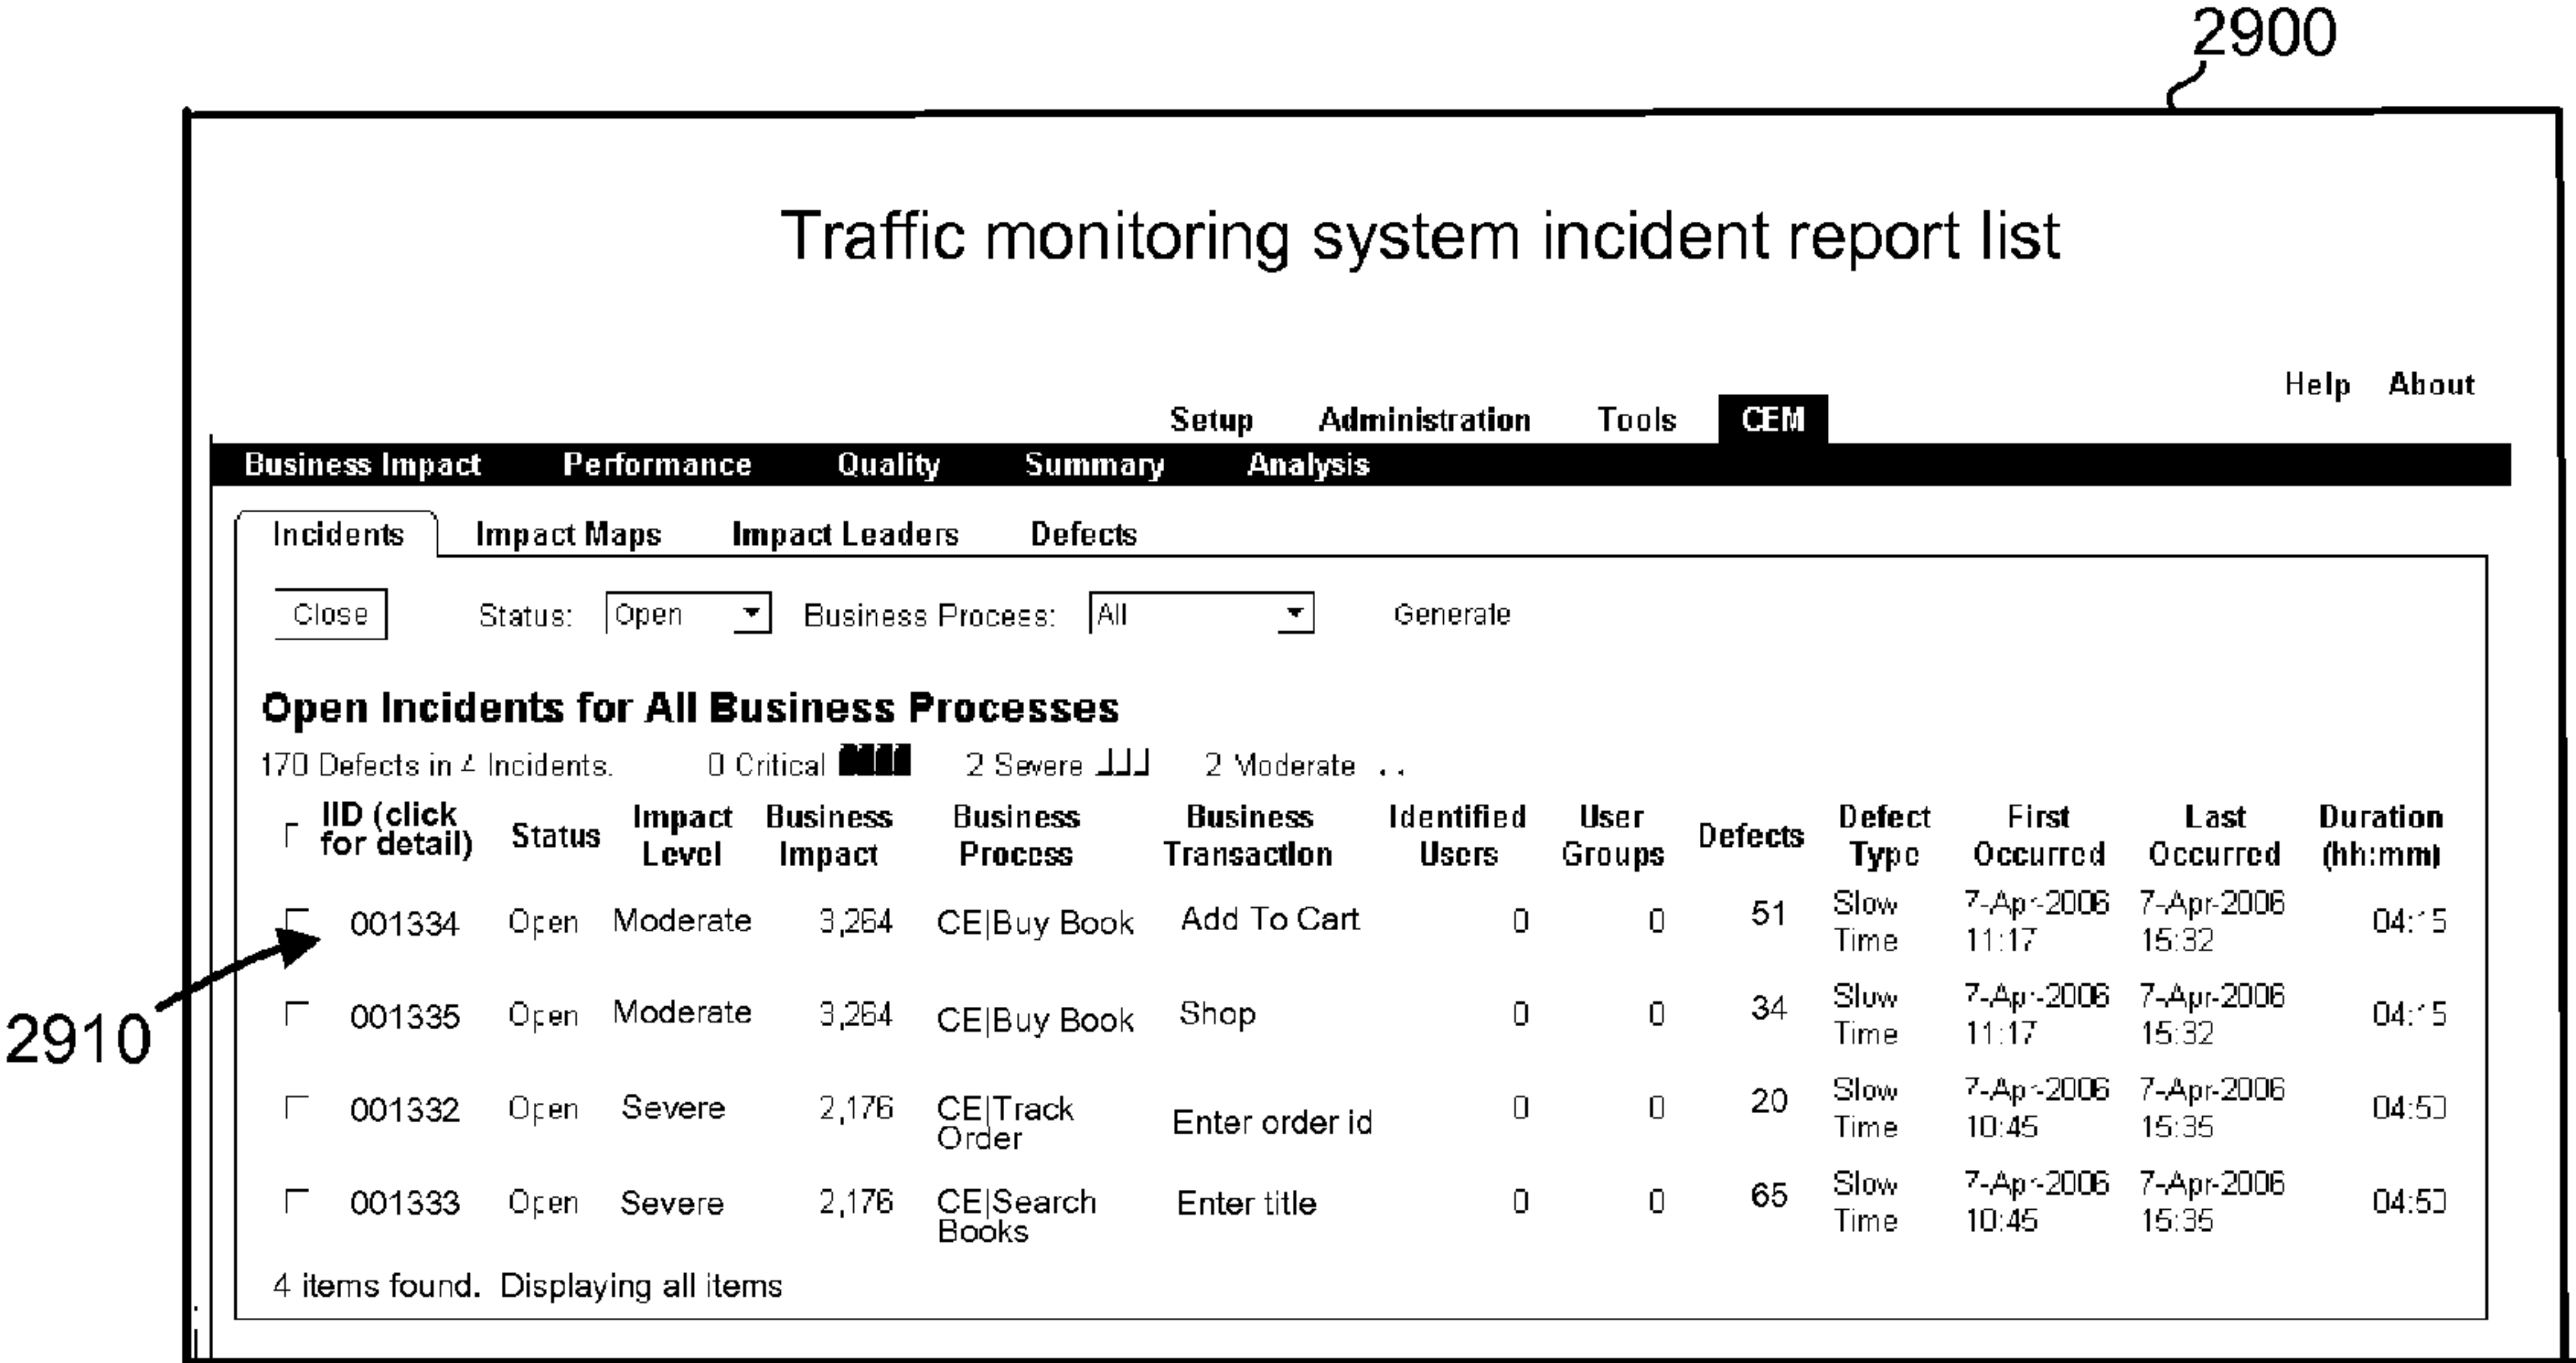 2900
Traffic monitoring system incident report list
Help About
Setup Administration Tools CEM
Business Impact Performance Quality Summary Analysis
Incidents Impact Maps Impact Leaders Defects
Close Status: Open Business Process: All Generate
Open Incidents for All Business Processes
170 Defects in 4 Incidents. 0 Critical 2 Severe 2 Moderate
IID (click for detail) Status Impact Level Business Impact Business Process Business Transaction Identified Users User Groups Defects Defect Type First Occurred Last Occurred Duration (hh:mm)
001334 Open Moderate 3,264 CE|Buy Book Add To Cart 0 0 51 Slow Time 7-Apr-2006 11:17 7-Apr-2006 15:32 04:15
2910
001335 Open Moderate 3,264 CE|Buy Book Shop 0 0 34 Slow Time 7-Apr-2006 11:17 7-Apr-2006 15:32 04:15
001332 Open Severe 2,176 CE|Track Order Enter order id 0 0 20 Slow Time 7-Apr-2006 10:45 7-Apr-2006 15:35 04:50
001333 Open Severe 2,176 CE|Search Books Enter title 0 0 65 Slow Time 7-Apr-2006 10:45 7-Apr-2006 15:35 04:50
4 items found. Displaying all items